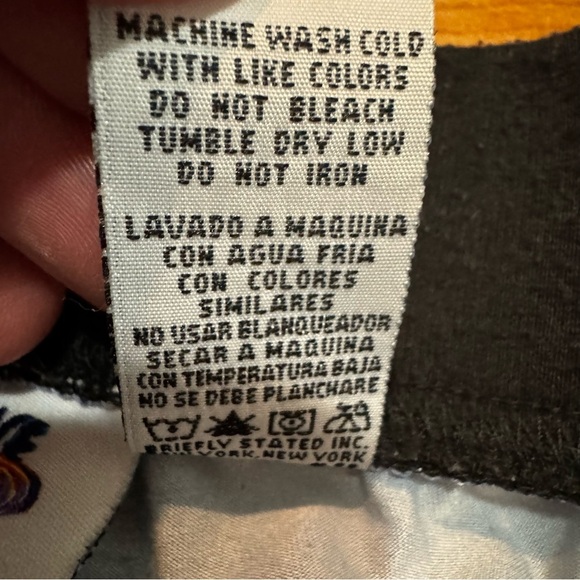 MACHINE WASH COLD
WITH LIKE COLORS
DO NOT BLEACH
TUMBLE DRY LOW
DO NOT IRON
LAVADO A MAQUINA
CON AGUA FRIA
CON COLORES
SIMILARES
NO USAR BLANQUEADOR
SECAR A MAQUINA
CON TEMPERATURA BAJA
NO SE DEBE PLANCHARE
BRIEFLY STATED INC.
YORK, NEW YORK